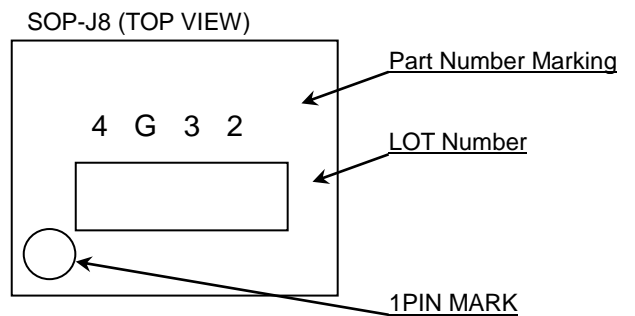 SOP-J8 (TOP VIEW)
Part Number Marking
4 G 3 2
LOT Number
1PIN MARK